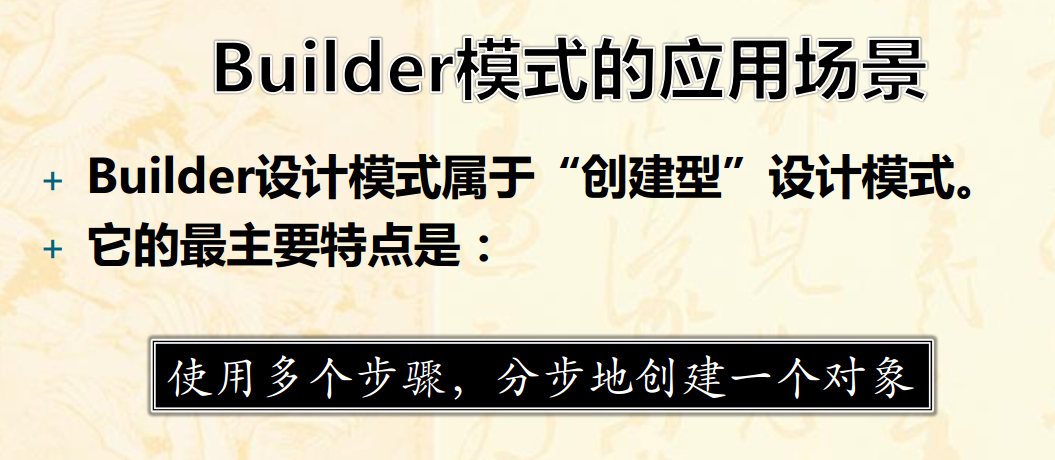 Builder模式的应用场景
+ Builder设计模式属于“创建型”设计模式。
+ 它的最主要特点是：
使用多个步骤，分步地创建一个对象